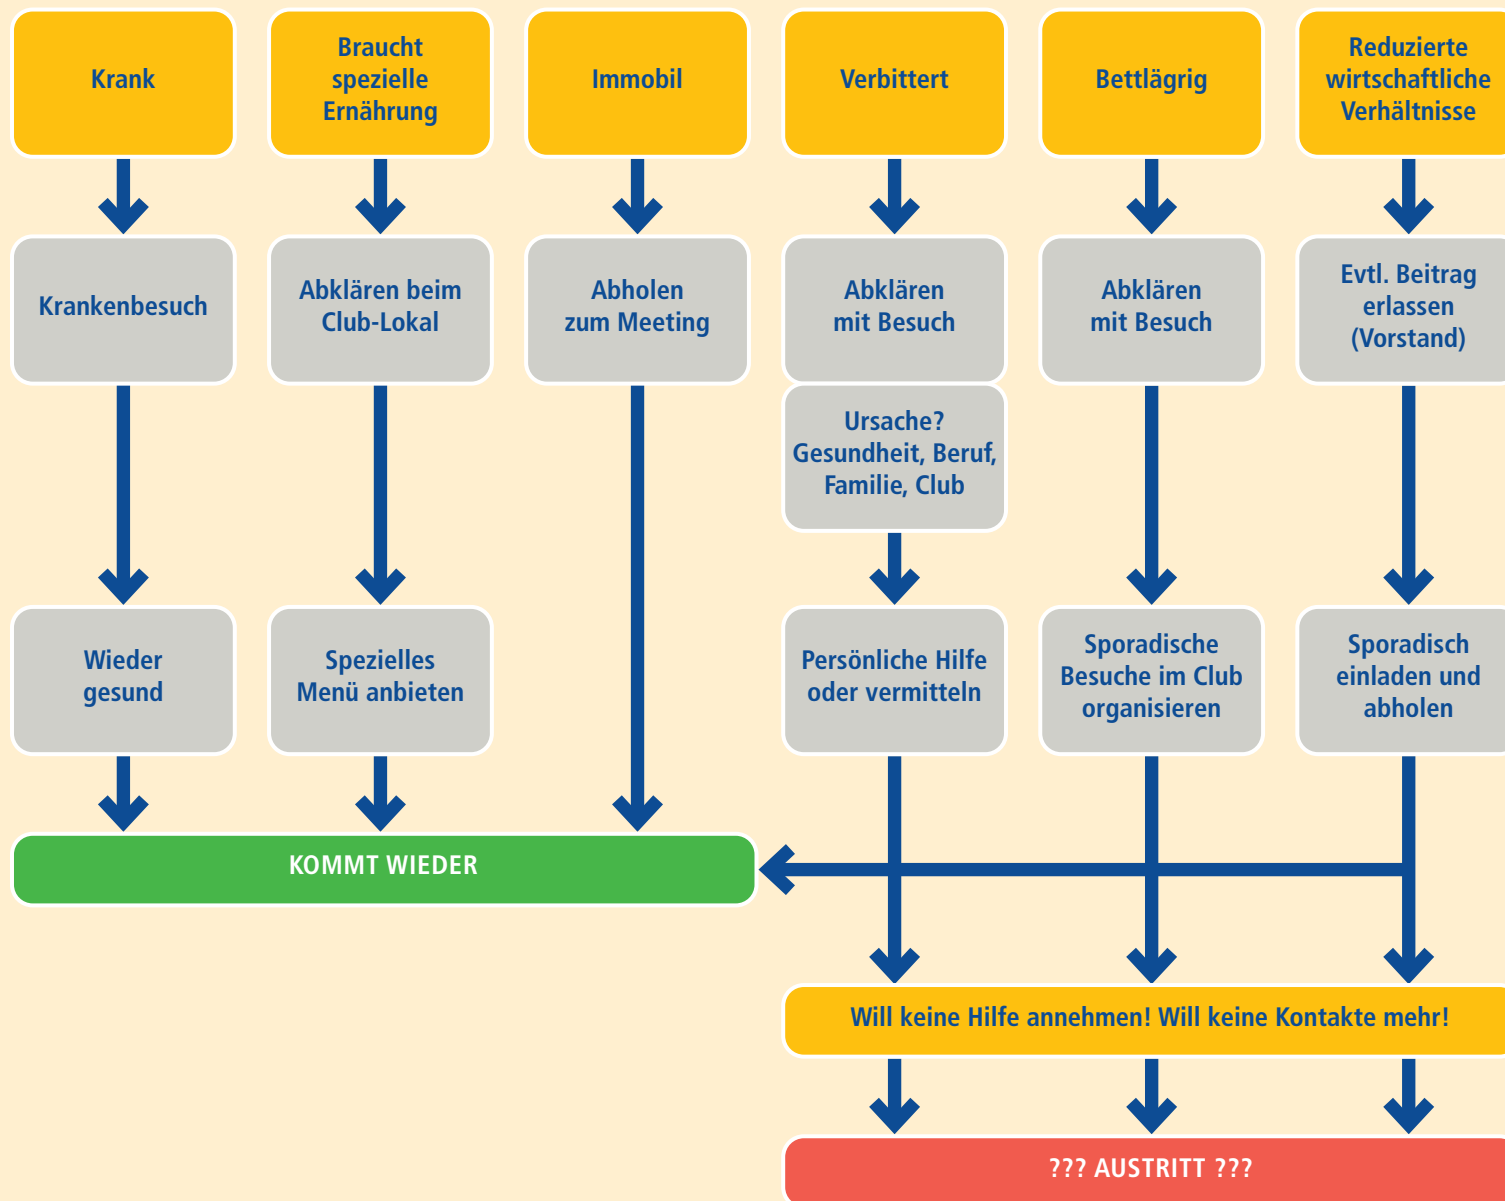 Krank
Braucht
spezielle
Ernährung
Immobil
Verbittert
Bettlägrig
Reduzierte
wirtschaftliche
Verhältnisse
Krankenbesuch
Abklären beim
Club-Lokal
Abholen
zum Meeting
Abklären
mit Besuch
Abklären
mit Besuch
Evtl. Beitrag
erlassen
(Vorstand)
Ursache?
Gesundheit, Beruf,
Familie, Club
Wieder
gesund
Spezielles
Menü anbieten
Persönliche Hilfe
oder vermitteln
Sporadische
Besuche im Club
organisieren
Sporadisch
einladen und
abholen
KOMMT WIEDER
Will keine Hilfe annehmen! Will keine Kontakte mehr!
??? AUSTRITT ???